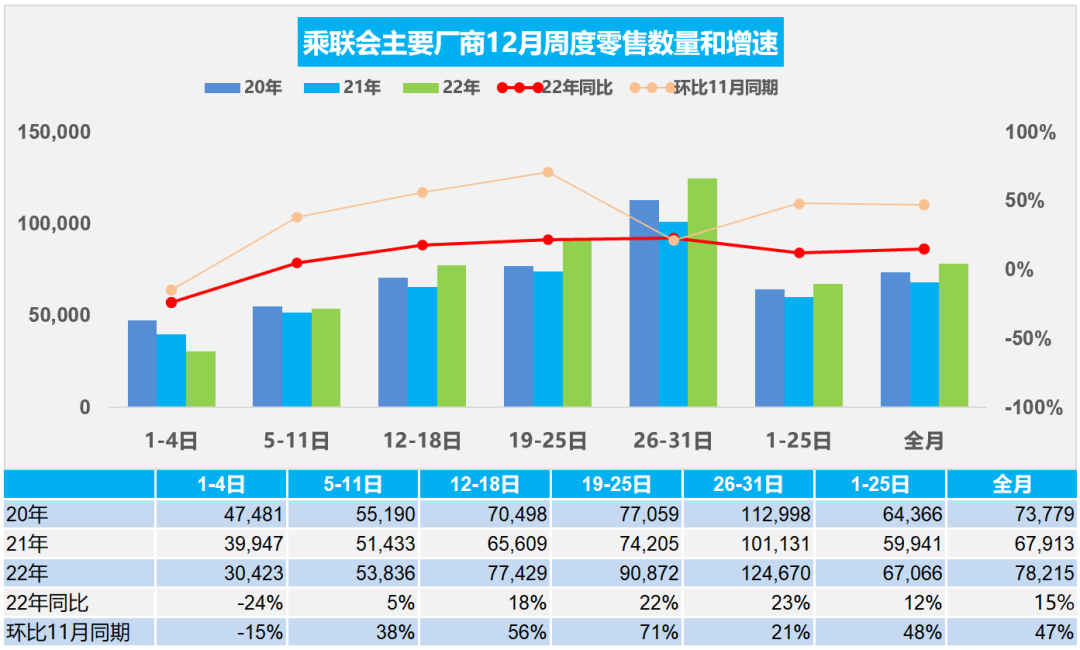 乘联会主要厂商12月周度零售数量和增速
20年 21年 22年 22年同比 环比11月同期
150,000 100%
100,000 50%
0%
50,000 -50%
0 -100%
1-4日 5-11日 12-18日 19-25日 26-31日 1-25日 全月
1-4日 5-11日 12-18日 19-25日 26-31日 1-25日 全月
20年 47,481 55,190 70,498 77,059 112,998 64,366 73,779
21年 39,947 51,433 65,609 74,205 101,131 59,941 67,913
22年 30,423 53,836 77,429 90,872 124,670 67,066 78,215
22年同比 -24% 5% 18% 22% 23% 12% 15%
环比11月同期 -15% 38% 56% 71% 21% 48% 47%